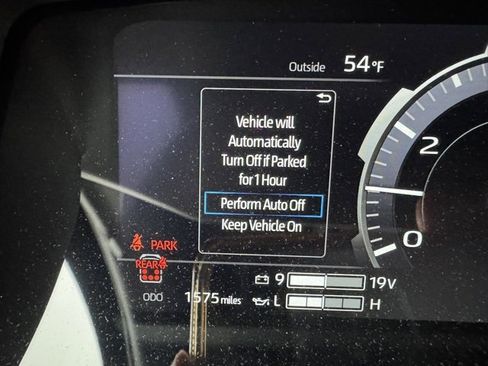 Outside 54°F
Vehicle will
Automatically
Turn Off if Parked
for 1 Hour
Perform Auto Off
Keep Vehicle On
2
0
PARK
REAR
ODO 1575 miles
9 19V
L H